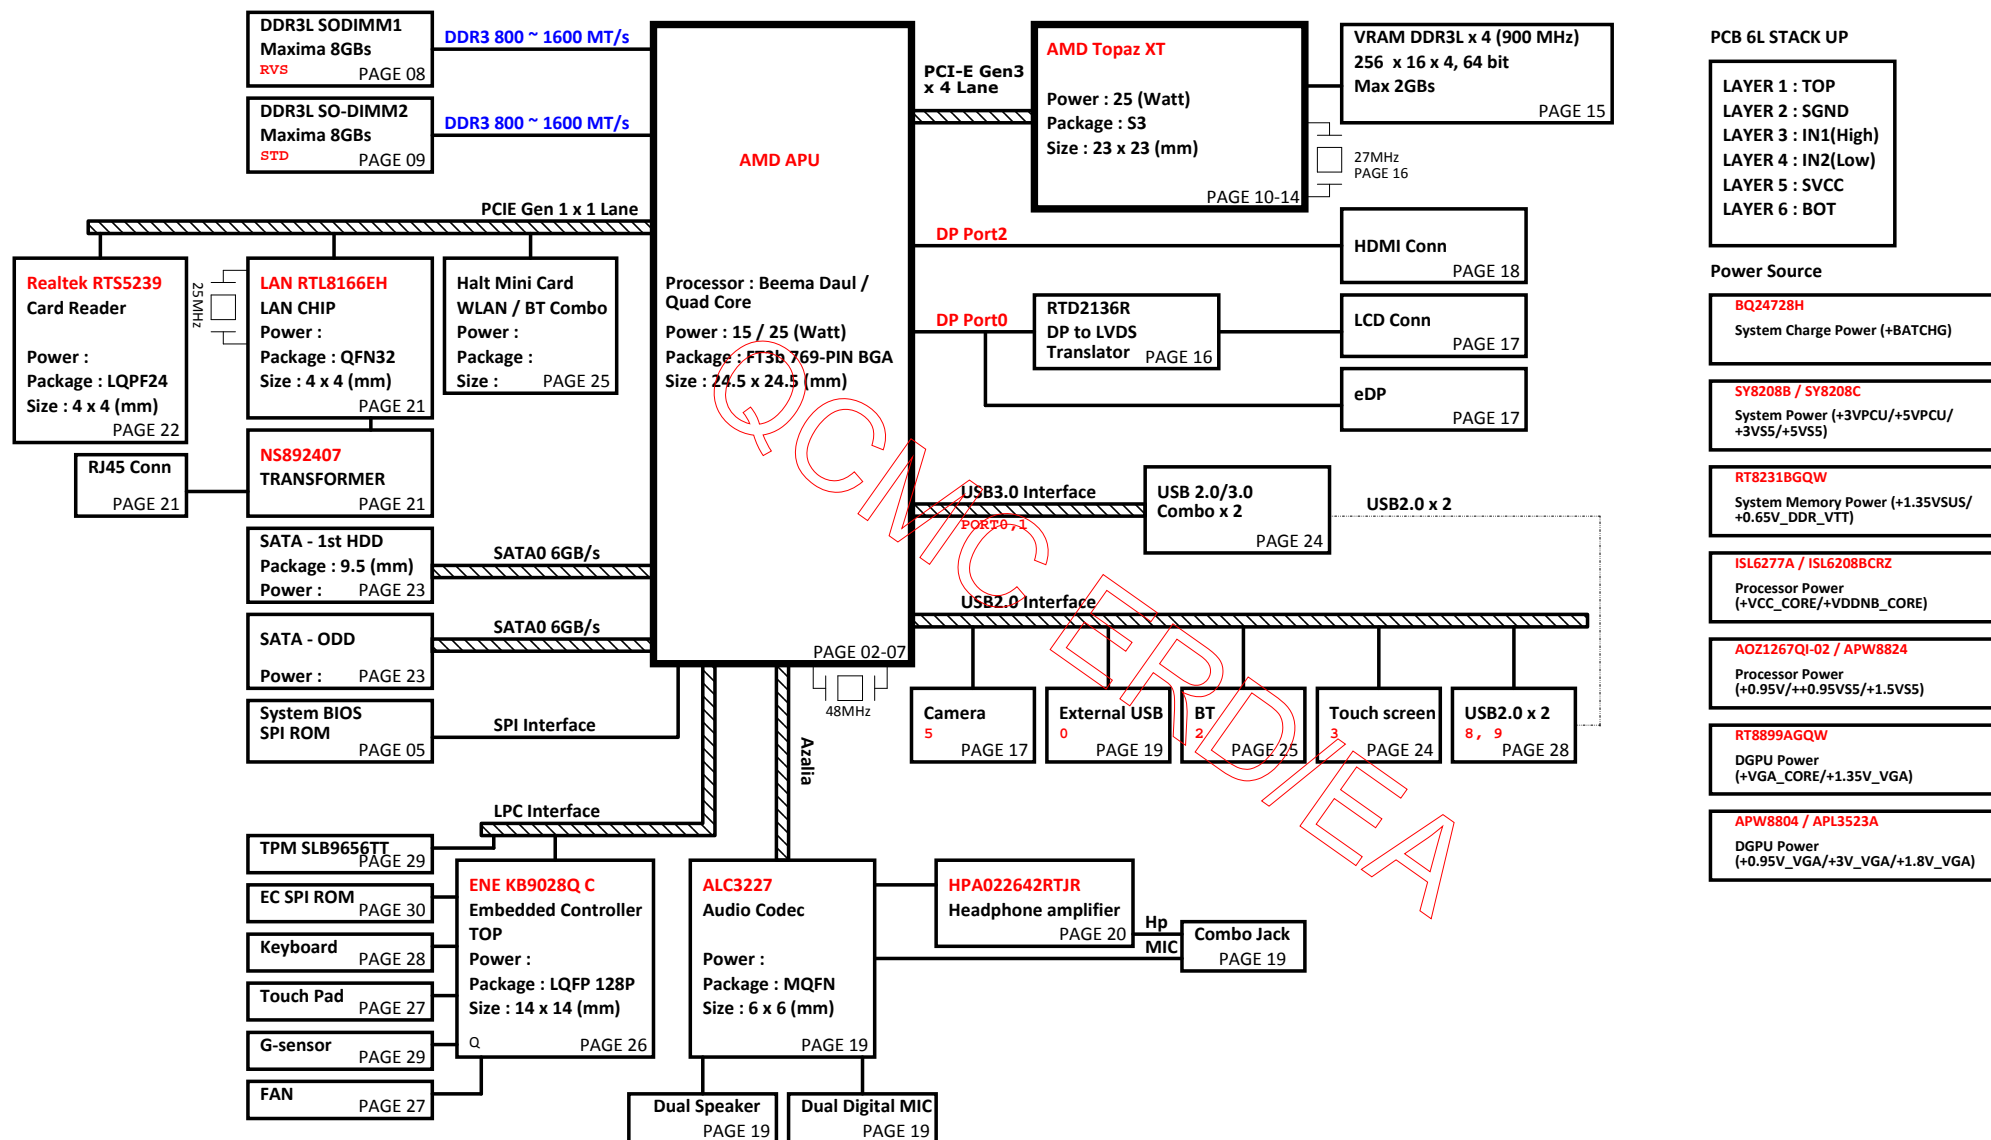 DDR3L SODIMM1
Maxima 8GBs
RVS
PAGE 08
DDR3 800 ~ 1600 MT/s
DDR3L SO-DIMM2
Maxima 8GBs
STD
PAGE 09
DDR3 800 ~ 1600 MT/s
PCIE Gen 1 x 1 Lane
Realtek RTS5239
Card Reader
Power :
Package : LQPF24
Size : 4 x 4 (mm)
PAGE 22
25MHz
LAN RTL8166EH
LAN CHIP
Power :
Package : QFN32
Size : 4 x 4 (mm)
PAGE 21
Halt Mini Card
WLAN / BT Combo
Power :
Package :
Size :
PAGE 25
RJ45 Conn
PAGE 21
NS892407
TRANSFORMER
PAGE 21
SATA - 1st HDD
Package : 9.5 (mm)
Power :
PAGE 23
SATA0 6GB/s
SATA - ODD
Power :
PAGE 23
SATA0 6GB/s
System BIOS
SPI ROM
PAGE 05
SPI Interface
AMD APU
Processor : Beema Daul /
Quad Core
Power : 15 / 25 (Watt)
Package : FT3b 769-PIN BGA
Size : 24.5 x 24.5 (mm)
PAGE 02-07
48MHz
PCI-E Gen3
x 4 Lane
AMD Topaz XT
Power : 25 (Watt)
Package : S3
Size : 23 x 23 (mm)
PAGE 10-14
VRAM DDR3L x 4 (900 MHz)
256 x 16 x 4, 64 bit
Max 2GBs
PAGE 15
27MHz
PAGE 16
DP Port2
HDMI Conn
PAGE 18
DP Port0
RTD2136R
DP to LVDS
Translator
PAGE 16
LCD Conn
PAGE 17
eDP
PAGE 17
USB3.0 Interface
PORT0,1
USB 2.0/3.0
Combo x 2
PAGE 24
USB2.0 x 2
USB2.0 Interface
Camera
5
PAGE 17
External USB
0
PAGE 19
BT
2
PAGE 25
Touch screen
3
PAGE 24
USB2.0 x 2
8, 9
PAGE 28
Azalia
LPC Interface
TPM SLB9656TT
PAGE 29
EC SPI ROM
PAGE 30
Keyboard
PAGE 28
Touch Pad
PAGE 27
G-sensor
PAGE 29
FAN
PAGE 27
ENE KB9028Q C
Embedded Controller
TOP
Power :
Package : LQFP 128P
Size : 14 x 14 (mm)
Q
PAGE 26
ALC3227
Audio Codec
Power :
Package : MQFN
Size : 6 x 6 (mm)
PAGE 19
HPA022642RTJR
Headphone amplifier
PAGE 20
Hp
MIC
Combo Jack
PAGE 19
Dual Speaker
PAGE 19
Dual Digital MIC
PAGE 19
QCMC ERDIEA
PCB 6L STACK UP
LAYER 1 : TOP
LAYER 2 : SGND
LAYER 3 : IN1(High)
LAYER 4 : IN2(Low)
LAYER 5 : SVCC
LAYER 6 : BOT
Power Source
BQ24728H
System Charge Power (+BATCHG)
SY8208B / SY8208C
System Power (+3VPCU/+5VPCU/
+3VS5/+5VS5)
RT8231BGQW
System Memory Power (+1.35VSUS/
+0.65V_DDR_VTT)
ISL6277A / ISL6208BCRZ
Processor Power
(+VCC_CORE/+VDDNB_CORE)
AOZ1267QI-02 / APW8824
Processor Power
(+0.95V/++0.95VS5/+1.5VS5)
RT8899AGQW
DGPU Power
(+VGA_CORE/+1.35V_VGA)
APW8804 / APL3523A
DGPU Power
(+0.95V_VGA/+3V_VGA/+1.8V_VGA)